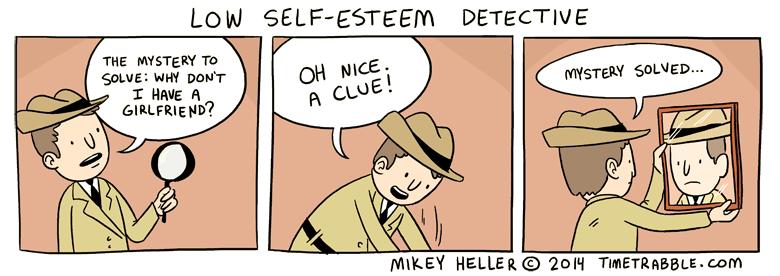 LOW SELF-ESTEEM DETECTIVE
THE MYSTERY TO
SOLVE: WHY DON'T
I HAVE A
GIRLFRIEND?
OH NICE.
A CLUE!
MYSTERY SOLVED...
MIKEY HELLER © 2014 TIMETRABBLE.COM